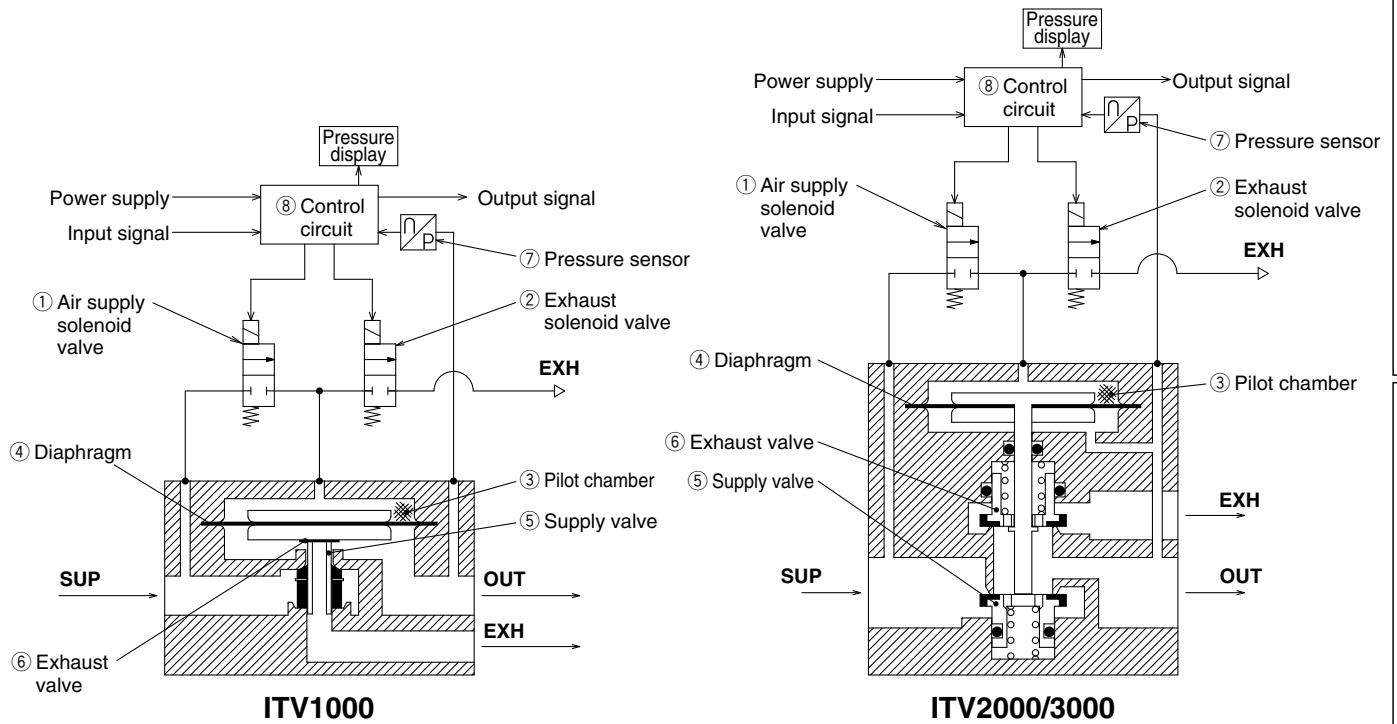 Pressure
display
Power supply
Input signal
⑧ Control
circuit
Output signal
⑦ Pressure sensor
① Air supply
solenoid
valve
② Exhaust
solenoid valve
EXH
④ Diaphragm
③ Pilot chamber
⑤ Supply valve
SUP
OUT
EXH
⑥ Exhaust
valve
ITV1000
Pressure
display
Power supply
Input signal
⑧ Control
circuit
Output signal
⑦ Pressure sensor
① Air supply
solenoid
valve
② Exhaust
solenoid valve
EXH
④ Diaphragm
③ Pilot chamber
⑥ Exhaust valve
⑤ Supply valve
EXH
SUP
OUT
ITV2000/3000